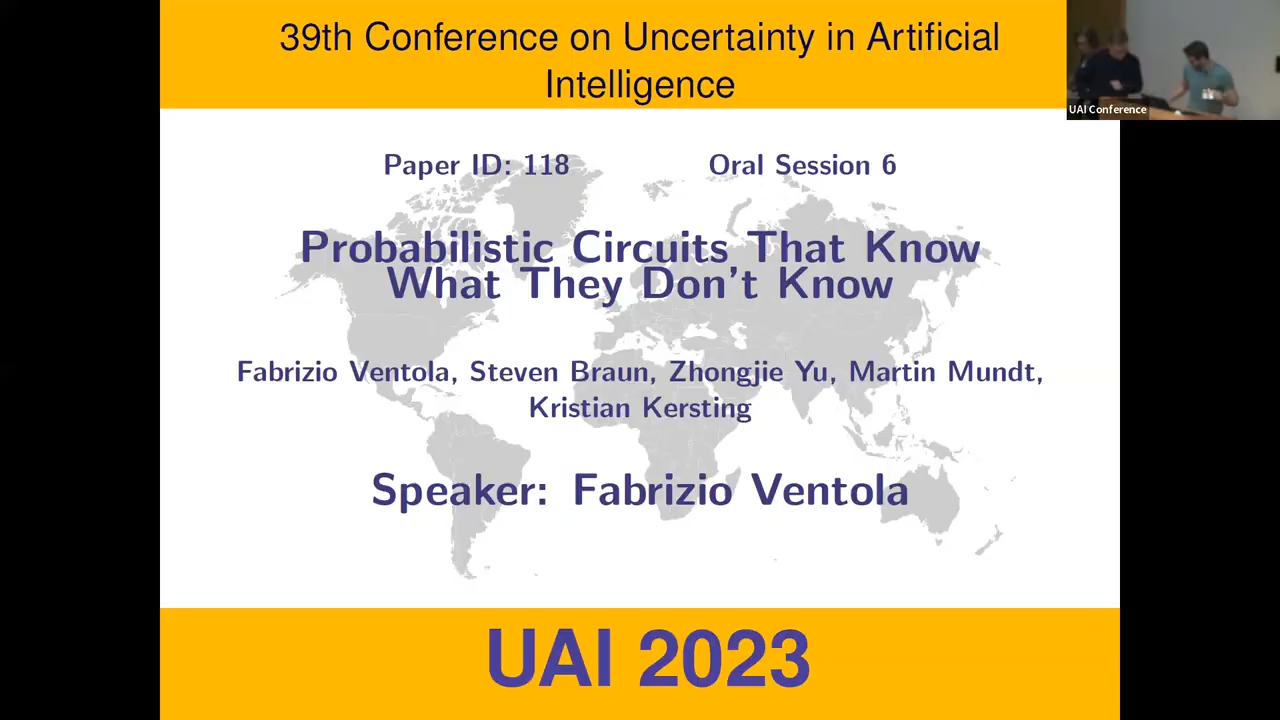 39th Conference on Uncertainty in Artificial
Intelligence
UAI Conference
Paper ID: 118
Oral Session 6
Probabilistic Circuits That Know
What They Don't Know
Fabrizio Ventola, Steven Braun, Zhongjie Yu, Martin Mundt,
Kristian Kersting
Speaker: Fabrizio Ventola
UAI 2023